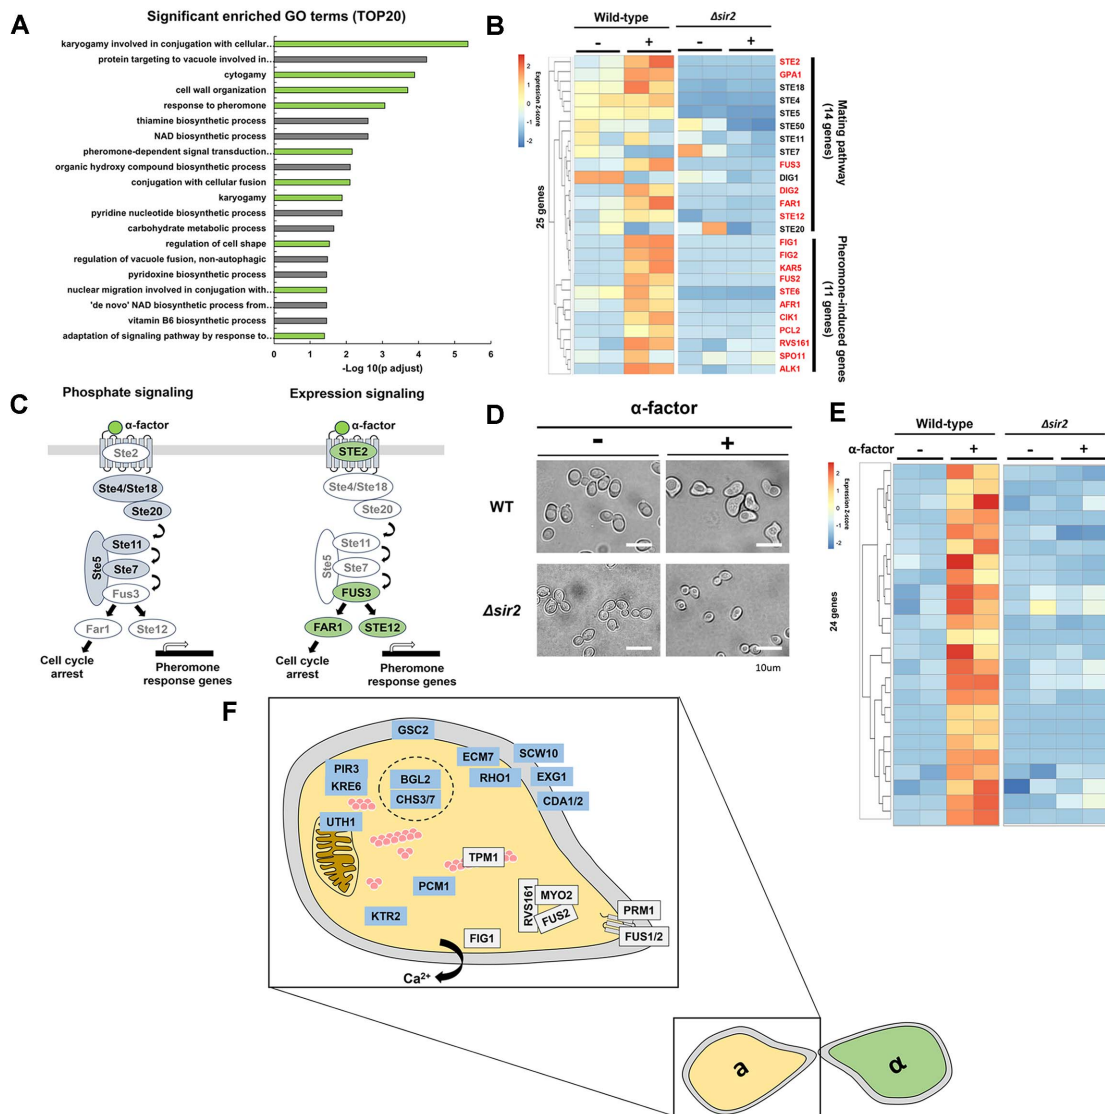 A
Significant enriched GO terms (TOP20)
karyogamy involved in conjugation with cellular..
protein targeting to vacuole involved in..
cytogamy
cell wall organization
response to pheromone
thiamine biosynthetic process
NAD biosynthetic process
pheromone-dependent signal transduction..
organic hydroxy compound biosynthetic process
conjugation with cellular fusion
karyogamy
pyridine nucleotide biosynthetic process
carbohydrate metabolic process
regulation of cell shape
regulation of vacuole fusion, non-autophagic
pyridoxine biosynthetic process
nuclear migration involved in conjugation with..
'de novo' NAD biosynthetic process from..
vitamin B6 biosynthetic process
adaptation of signaling pathway by response to..
0 1 2 3 4 5 6
-Log 10(p adjust)
B
Wild-type
Δsir2
- + - +
2
1
0
-1
-2
Expression Z-score
25 genes
STE2
GPA1
STE18
STE4
STE5
STE50
STE11
STE7
FUS3
DIG1
DIG2
FAR1
STE12
STE20
FIG1
FIG2
KAR5
FUS2
STE6
AFR1
CIK1
PCL2
RVS161
SPO11
ALK1
Mating pathway
(14 genes)
Pheromone-induced genes
(11 genes)
C
Phosphate signaling
α-factor
Ste2
Ste4/Ste18
Ste20
Ste11
Ste5
Ste7
Fus3
Far1
Ste12
Cell cycle
arrest
Pheromone
response genes
Expression signaling
α-factor
STE2
Ste4/Ste18
Ste20
Ste11
Ste5
Ste7
FUS3
FAR1
STE12
Cell cycle
arrest
Pheromone
response genes
D
α-factor
- +
WT
Δsir2
10um
E
Wild-type
Δsir2
α-factor - + - +
2
1
0
-1
-2
Expression Z-score
24 genes
F
GSC2
ECM7
SCW10
PIR3
KRE6
BGL2
CHS3/7
RHO1
EXG1
CDA1/2
UTH1
TPM1
PCM1
KTR2
RVS161
MYO2
FUS2
PRM1
FUS1/2
FIG1
Ca²⁺
a
α